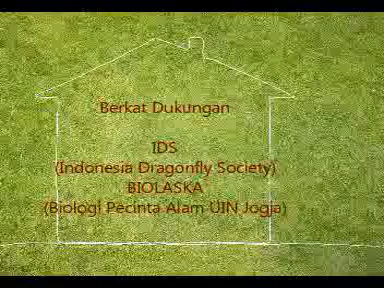 Berkat Dukungan
IDS
(Indonesia Dragonfly Society)
BIOLASKA
(Biologi Pecinta Alam UIN Jogja)